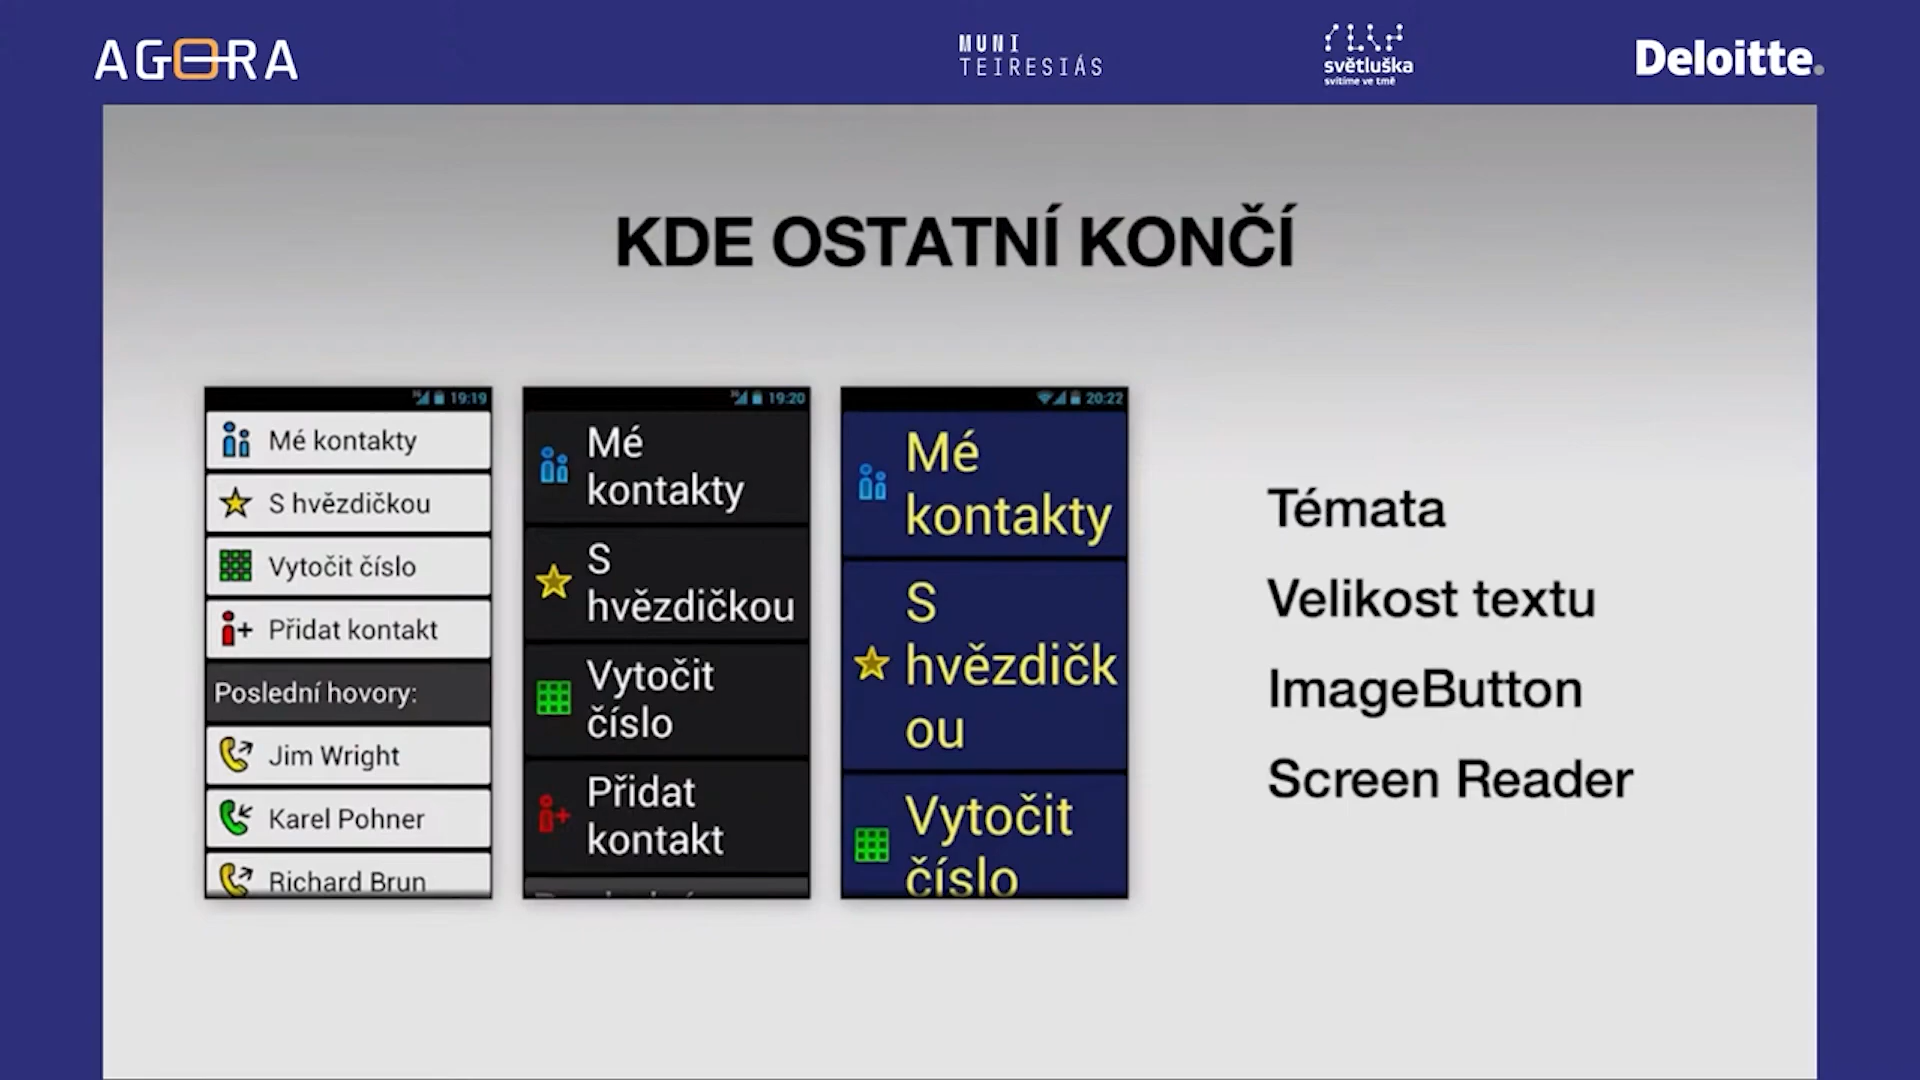 AGORA
MUNI
TEIRESIÁS
světluška
svítíme ve tmě
Deloitte.
KDE OSTATNÍ KONČÍ
19:19
Mé kontakty
S hvězdičkou
Vytočit číslo
Přidat kontakt
Poslední hovory:
Jim Wright
Karel Pohner
Richard Brun
19:20
Mé
kontakty
S
hvězdičkou
Vytočit
číslo
Přidat
kontakt
20:22
Mé
kontakty
S
hvězdičk
ou
Vytočit
číslo
Témata
Velikost textu
ImageButton
Screen Reader